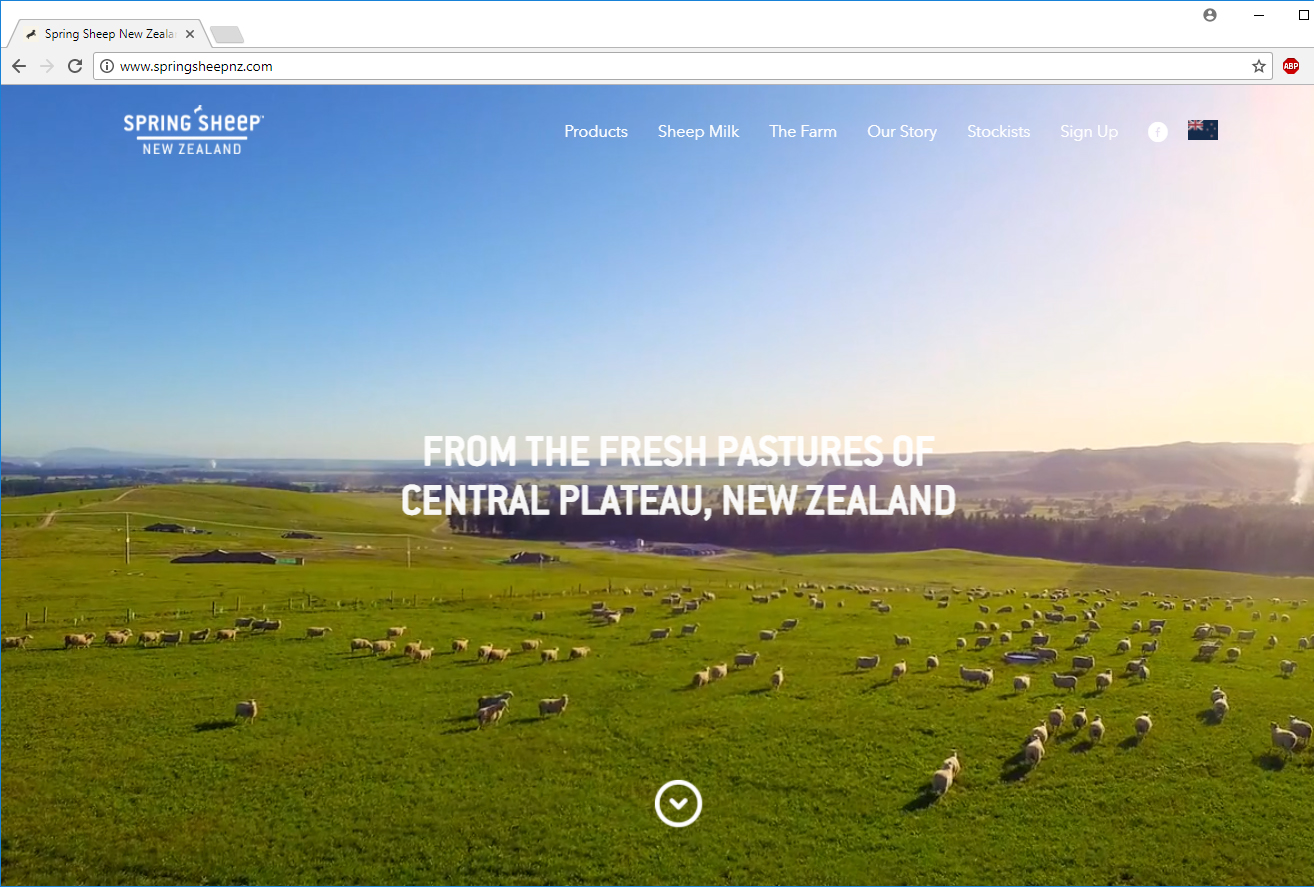 Spring Sheep New Zeala
www.springsheepnz.com
ABP
SPRING SHEEP
NEW ZEALAND
Products
Sheep Milk
The Farm
Our Story
Stockists
Sign Up
f
FROM THE FRESH PASTURES OF
CENTRAL PLATEAU, NEW ZEALAND